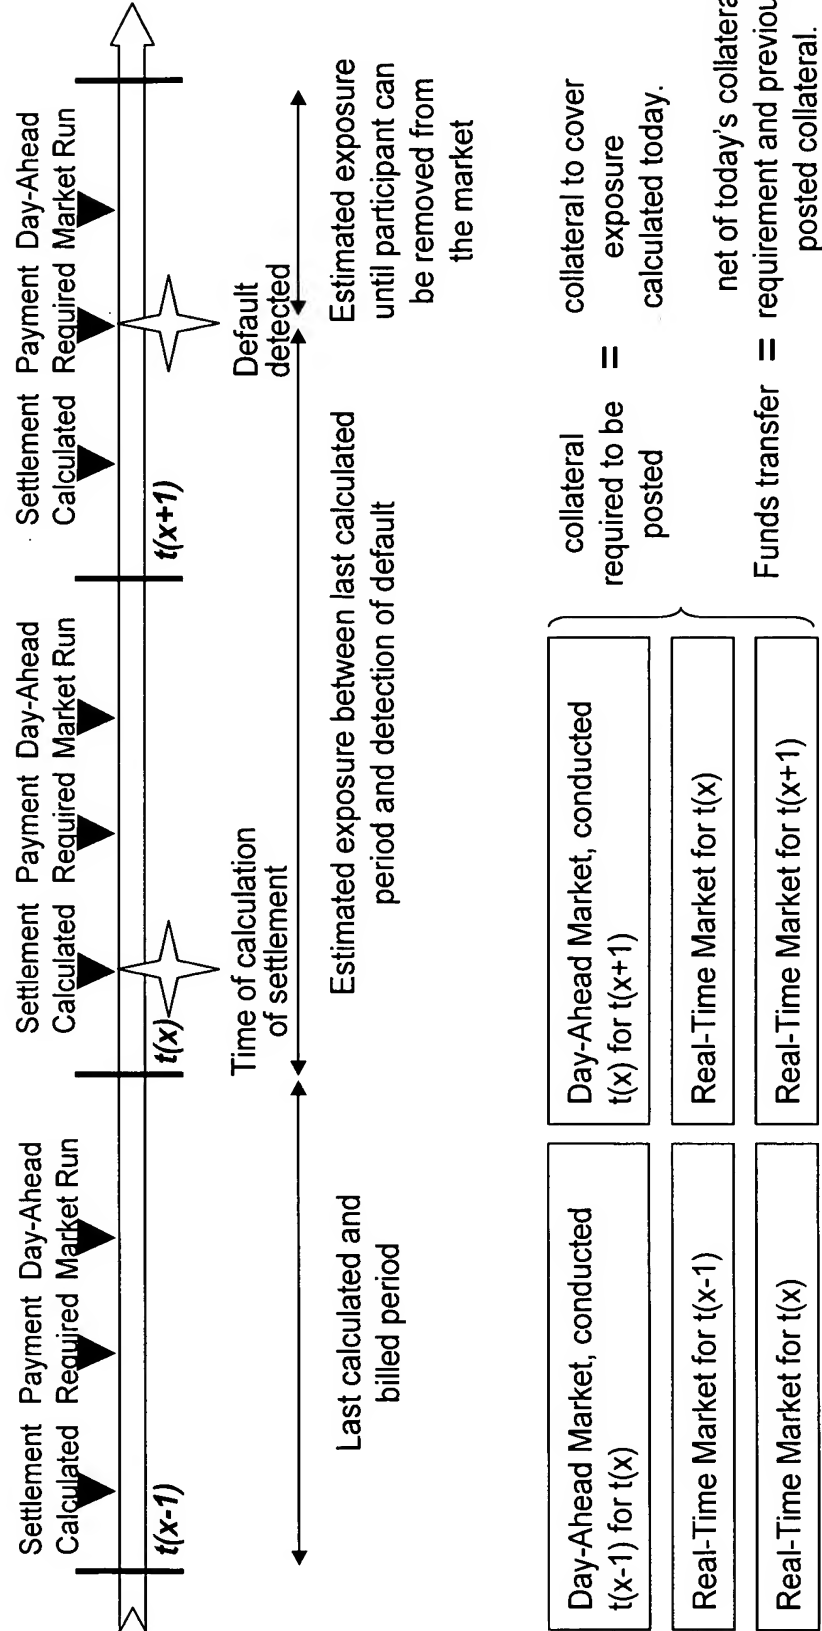 Settlement
Calculated
Payment
Required
Day-Ahead
Market Run
Settlement
Calculated
Payment
Required
Day-Ahead
Market Run
Settlement
Calculated
Payment
Required
Day-Ahead
Market Run
t(x-1)
t(x)
t(x+1)
Time of calculation
of settlement
Default
detected
Last calculated and
billed period
Estimated exposure between last calculated
period and detection of default
Estimated exposure
until participant can
be removed from
the market
Day-Ahead Market, conducted
t(x-1) for t(x)
Real-Time Market for t(x-1)
Real-Time Market for t(x)
Day-Ahead Market, conducted
t(x) for t(x+1)
Real-Time Market for t(x)
Real-Time Market for t(x+1)
collateral
required to be
posted
=
collateral to cover
exposure
calculated today.
Funds transfer =
net of today's collatera
requirement and previou
posted collateral.